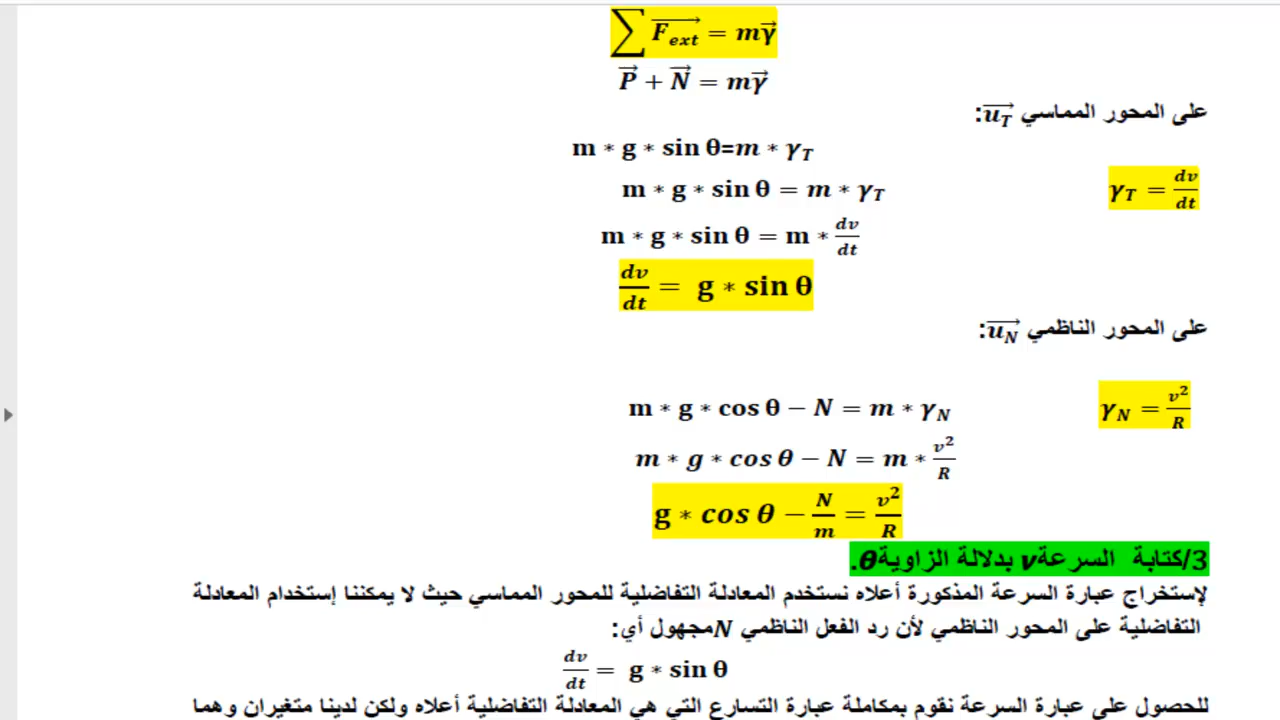 ∑ F⃗ext = mγ⃗
P⃗ + N⃗ = mγ⃗
على المحور المماسي u⃗T:
m ∗ g ∗ sin θ=m ∗ γT
m ∗ g ∗ sin θ = m ∗ γT    γT = dv/dt
m ∗ g ∗ sin θ = m ∗ dv/dt
dv/dt = g ∗ sin θ
على المحور الناظمي u⃗N:
m ∗ g ∗ cos θ − N = m ∗ γN    γN = v²/R
m ∗ g ∗ cos θ − N = m ∗ v²/R
g ∗ cos θ − N/m = v²/R
3/كتابة السرعةv بدلالة الزاويةθ.
لإستخراج عبارة السرعة المذكورة أعلاه نستخدم المعادلة التفاضلية للمحور المماسي حيث لا يمكننا إستخدام المعادلة
التفاضلية على المحور الناظمي لأن رد الفعل الناظمي Nمجهول أي:
dv/dt = g ∗ sin θ
للحصول على عبارة السرعة نقوم بمكاملة عبارة التسارع التي هي المعادلة التفاضلية أعلاه ولكن لدينا متغيران وهما